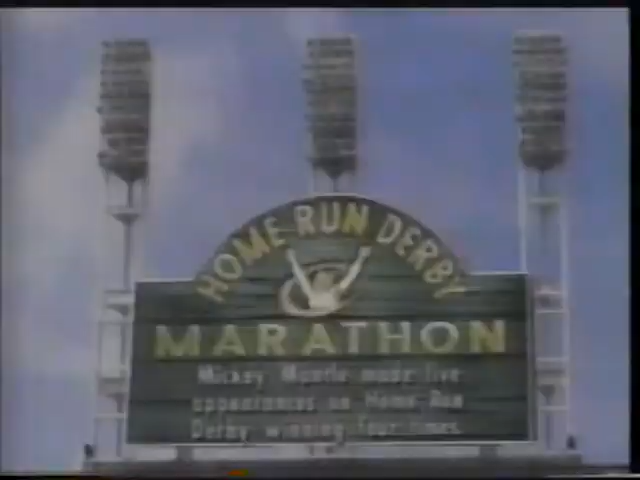 HOME RUN DERBY
MARATHON
Mickey Mantle made five
appearances on Home Run
Derby winning four times.